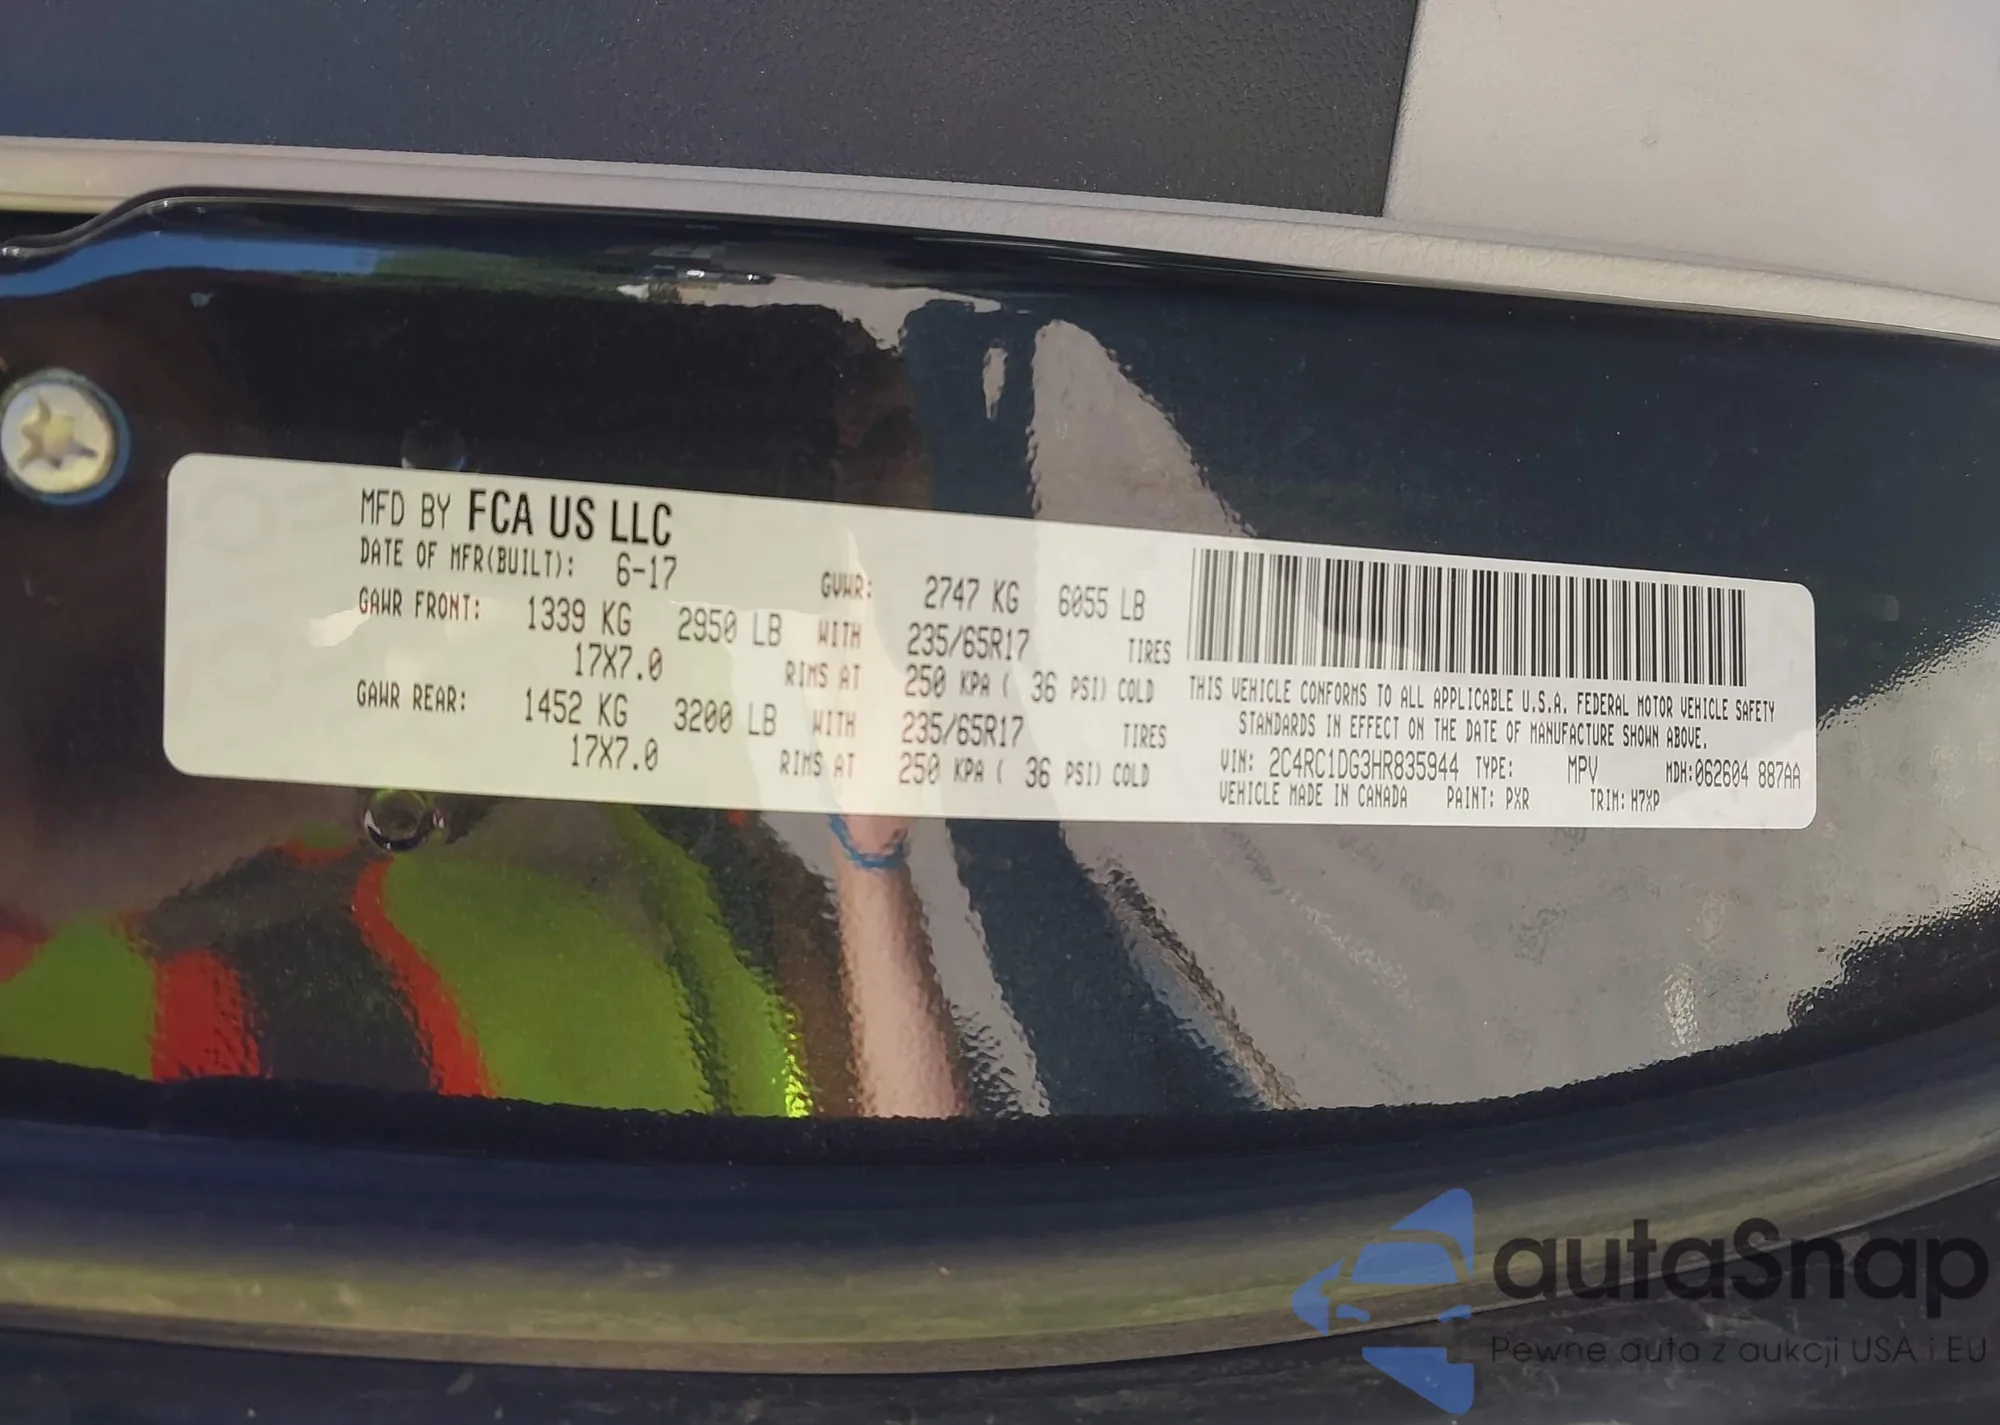 MFD BY FCA US LLC
DATE OF MFR(BUILT): 6-17 GVWR: 2747 KG 6055 LB
GAWR FRONT: 1339 KG 2950 LB WITH 235/65R17 TIRES
17X7.0 RIMS AT 250 KPA ( 36 PSI) COLD
GAWR REAR: 1452 KG 3200 LB WITH 235/65R17 TIRES
17X7.0 RIMS AT 250 KPA ( 36 PSI) COLD
THIS VEHICLE CONFORMS TO ALL APPLICABLE U.S.A. FEDERAL MOTOR VEHICLE SAFETY
STANDARDS IN EFFECT ON THE DATE OF MANUFACTURE SHOWN ABOVE.
VIN: 2C4RC1DG3HR835944 TYPE: MPV MDH:062604 887AA
VEHICLE MADE IN CANADA PAINT: PXR TRIM: H7XP
autaSnap
Pewne auta z aukcji USA i EU